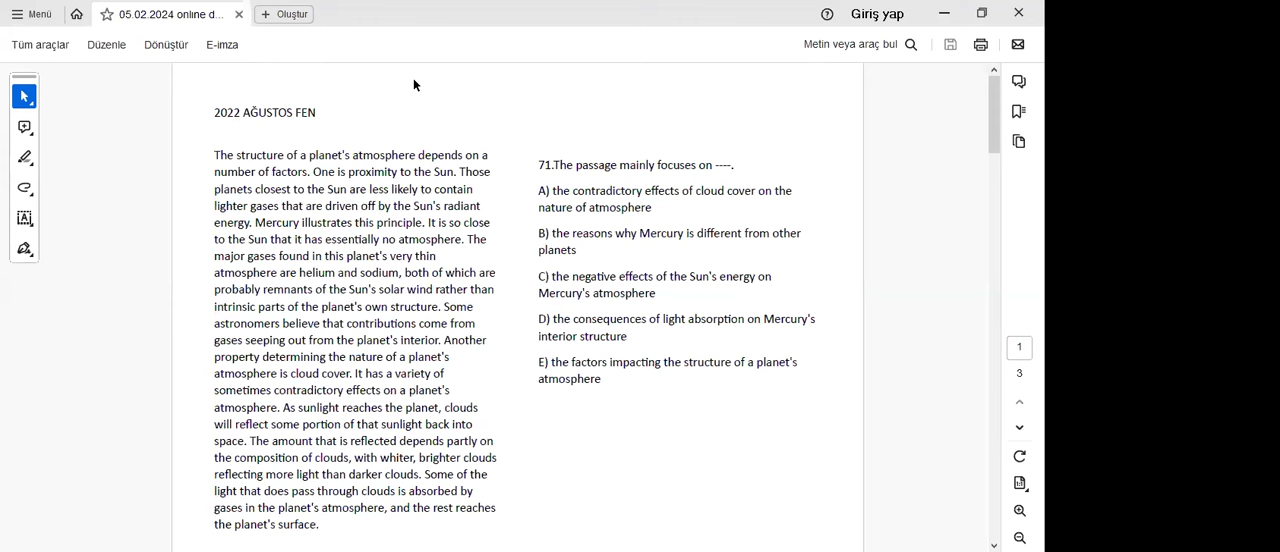 Menü
05.02.2024 online d...
Oluştur
Giriş yap
Tüm araçlar
Düzenle
Dönüştür
E-imza
Metin veya araç bul
2022 AĞUSTOS FEN
The structure of a planet's atmosphere depends on a
number of factors. One is proximity to the Sun. Those
planets closest to the Sun are less likely to contain
lighter gases that are driven off by the Sun's radiant
energy. Mercury illustrates this principle. It is so close
to the Sun that it has essentially no atmosphere. The
major gases found in this planet's very thin
atmosphere are helium and sodium, both of which are
probably remnants of the Sun's solar wind rather than
intrinsic parts of the planet's own structure. Some
astronomers believe that contributions come from
gases seeping out from the planet's interior. Another
property determining the nature of a planet's
atmosphere is cloud cover. It has a variety of
sometimes contradictory effects on a planet's
atmosphere. As sunlight reaches the planet, clouds
will reflect some portion of that sunlight back into
space. The amount that is reflected depends partly on
the composition of clouds, with whiter, brighter clouds
reflecting more light than darker clouds. Some of the
light that does pass through clouds is absorbed by
gases in the planet's atmosphere, and the rest reaches
the planet's surface.
71.The passage mainly focuses on ----.
A) the contradictory effects of cloud cover on the
nature of atmosphere
B) the reasons why Mercury is different from other
planets
C) the negative effects of the Sun's energy on
Mercury's atmosphere
D) the consequences of light absorption on Mercury's
interior structure
E) the factors impacting the structure of a planet's
atmosphere
1
3